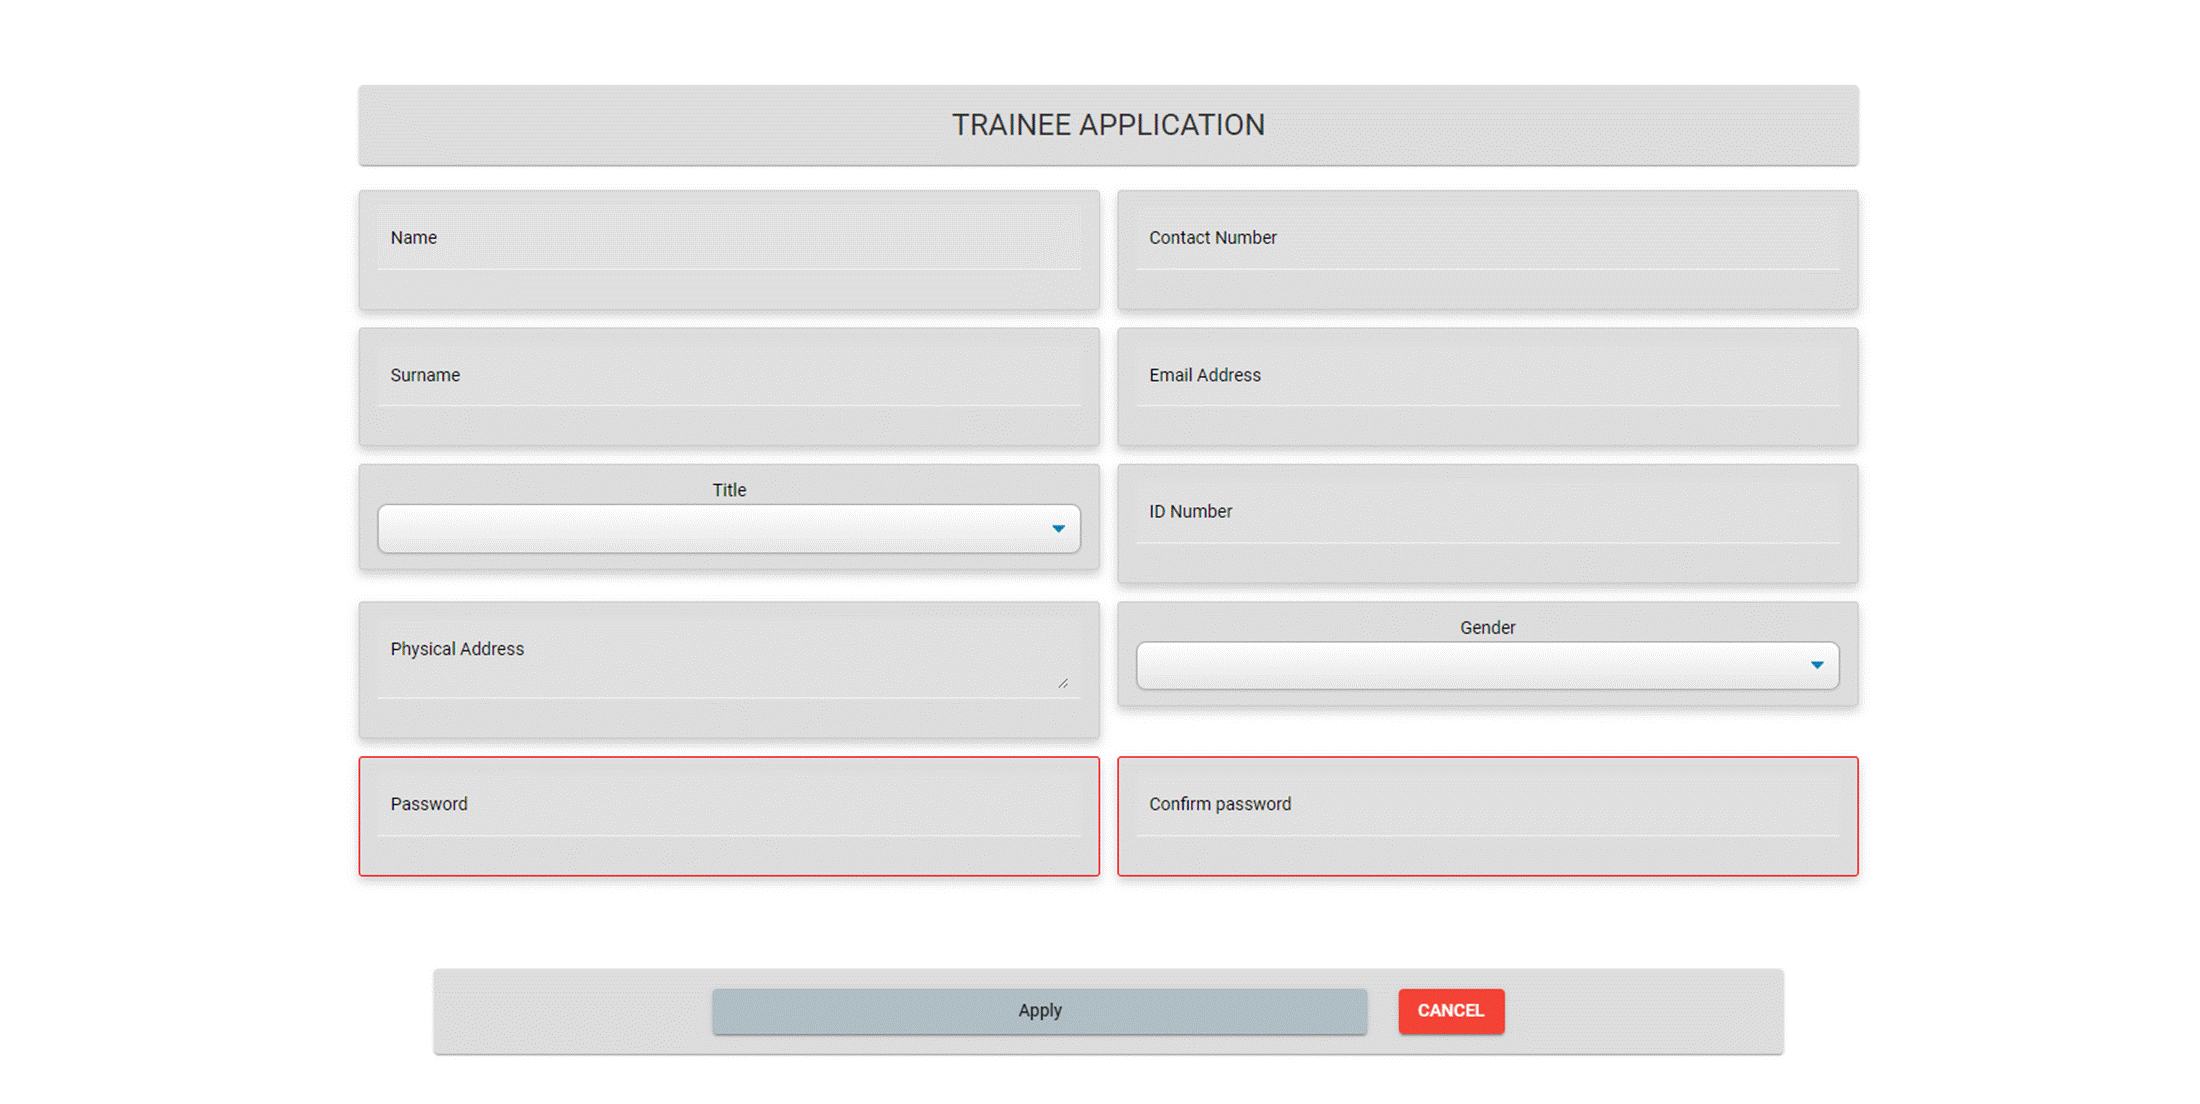 TRAINEE APPLICATION
Name
Contact Number
Surname
Email Address
Title
ID Number
Physical Address
Gender
Password
Confirm password
Apply
CANCEL